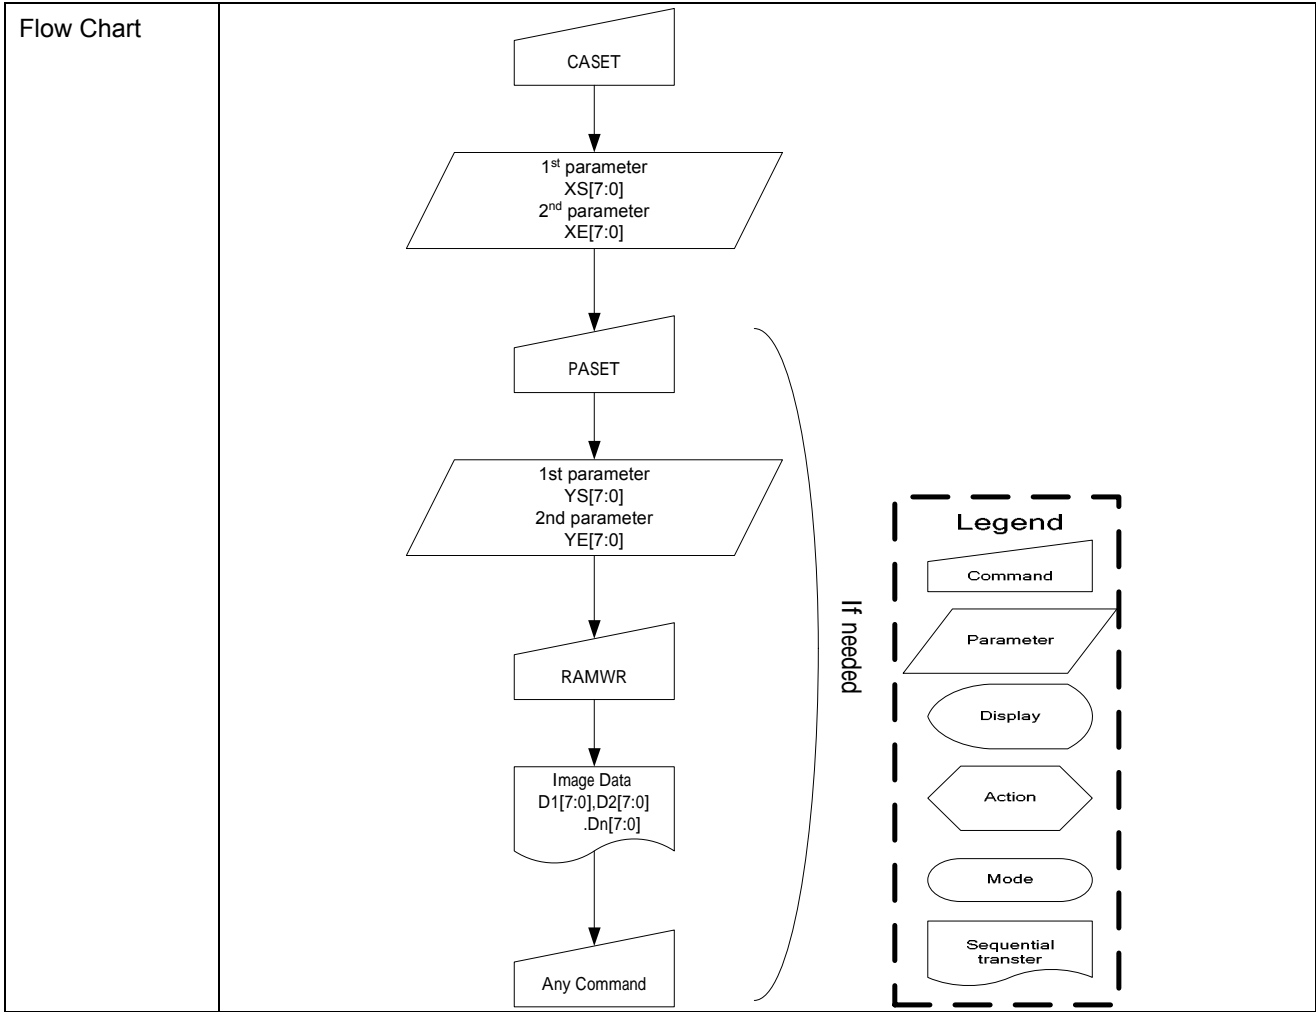 Flow Chart
CASET
1st parameter
XS[7:0]
2nd parameter
XE[7:0]
PASET
1st parameter
YS[7:0]
2nd parameter
YE[7:0]
RAMWR
Image Data
D1[7:0],D2[7:0]
.Dn[7:0]
Any Command
If needed
Legend
Command
Parameter
Display
Action
Mode
Sequential
transter